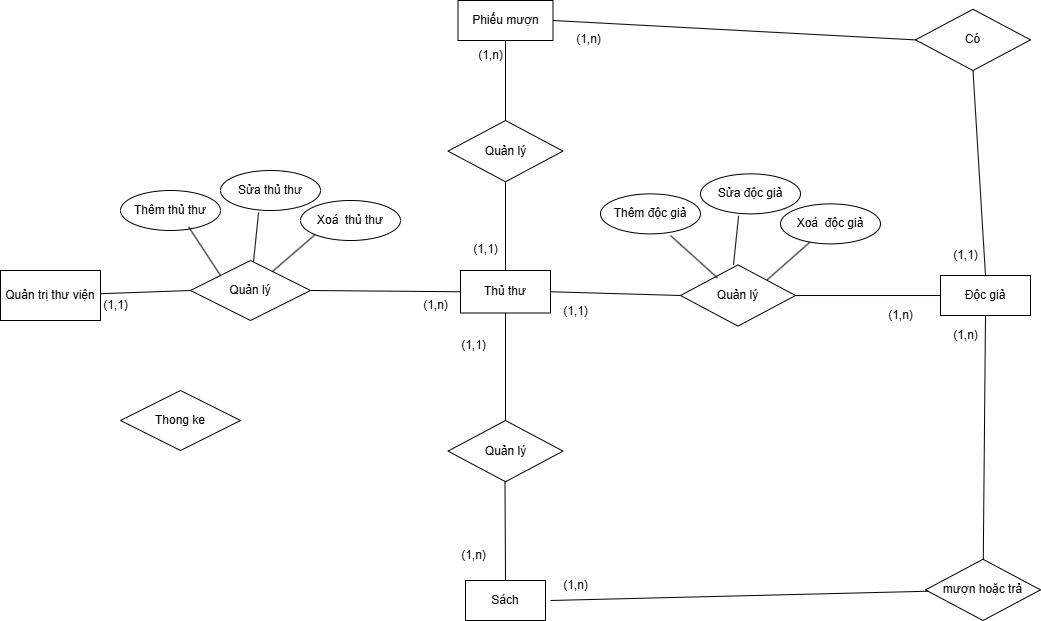 Phiếu mượn
(1,n)
(1,n)
Có
Quản lý
Thêm thủ thư
Sửa thủ thư
Xoá thủ thư
Thêm độc giả
Sửa độc giả
Xoá độc giả
(1,1)
(1,1)
Quản trị thư viện
(1,1)
Quản lý
(1,n)
Thủ thư
(1,1)
Quản lý
(1,n)
Độc giả
(1,1)
(1,n)
Thong ke
Quản lý
(1,n)
(1,n)
Sách
mượn hoặc trả